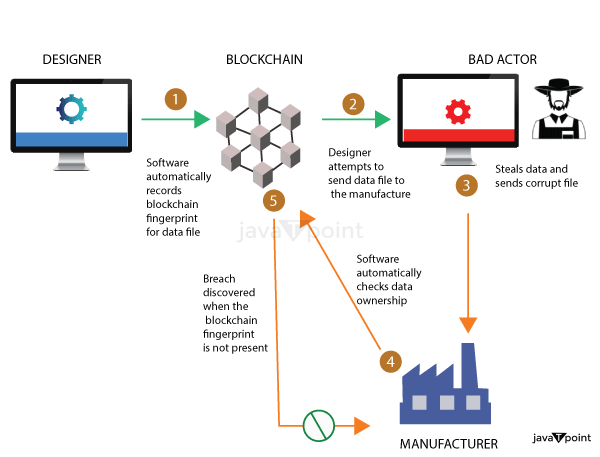 DESIGNER
BLOCKCHAIN
BAD ACTOR
1
2
Software
automatically
records
blockchain
fingerprint
for data file
Designer
attempts to
send data file to
the manufacture
3
Steals data and
sends corrupt file
5
javaTpoint
Breach
discovered
when the
blockchain
fingerprint
is not present
Software
automatically
checks data
ownership
4
MANUFACTURER
javaTpoint